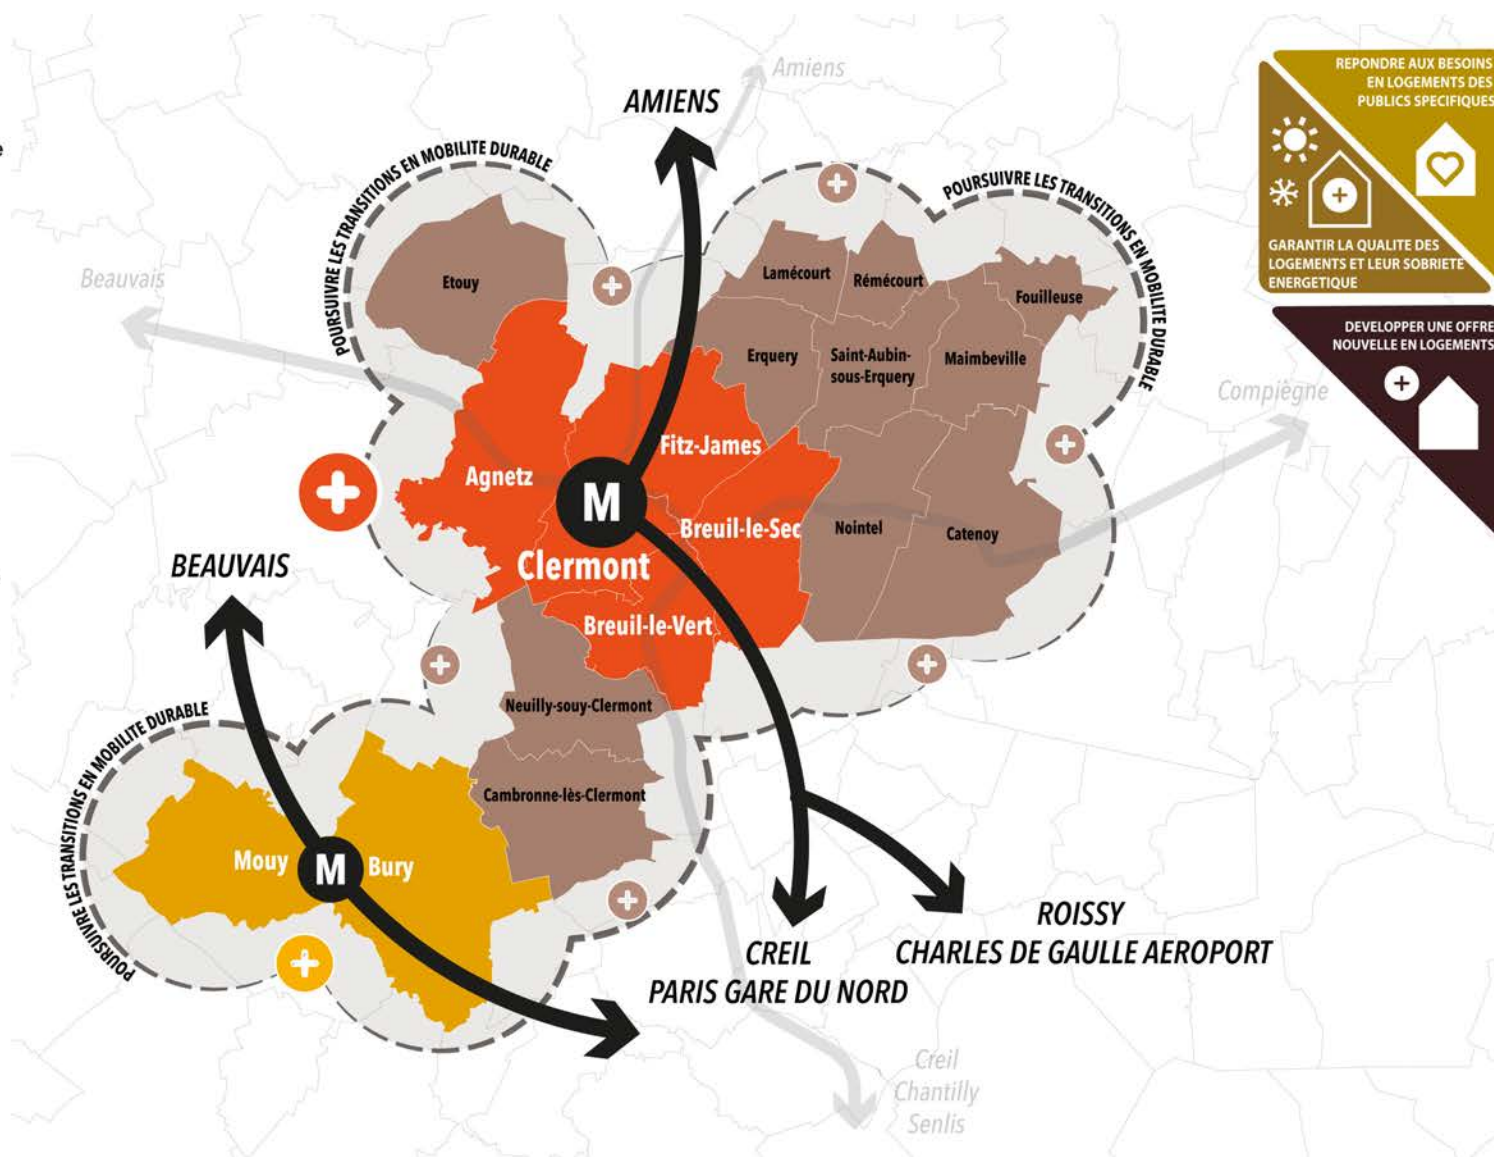 e
Amiens
AMIENS
REPONDRE AUX BESOINS
EN LOGEMENTS DES
PUBLICS SPECIFIQUES
GARANTIR LA QUALITE DES
LOGEMENTS ET LEUR SOBRIETE
ENERGETIQUE
DEVELOPPER UNE OFFRE
NOUVELLE EN LOGEMENTS
POURSUIVRE LES TRANSITIONS EN MOBILITE DURABLE
POURSUIVRE LES TRANSITIONS EN MOBILITE DURABLE
Beauvais
Etouy
Lamécourt
Rémécourt
Fouilleuse
Erquery
Saint-Aubin-
sous-Erquery
Maimbeville
Compiègne
Fitz-James
Agnetz
M
Breuil-le-Sec
Nointel
Catenoy
Clermont
BEAUVAIS
Breuil-le-Vert
Neuilly-souy-Clermont
POURSUIVRE LES TRANSITIONS EN MOBILITE DURABLE
Cambronne-lès-Clermont
Mouy
M
Bury
CREIL
PARIS GARE DU NORD
ROISSY
CHARLES DE GAULLE AEROPORT
Creil
Chantilly
Senlis